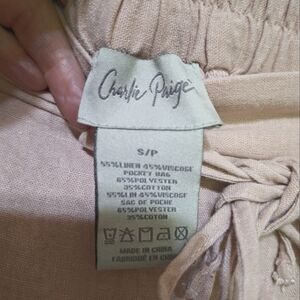 Charlie Paige
S/P
55%LINEN 45%VISCOSE
POCKET BAG
65%POLYESTER
35%COTTON
55%LIN 45%VISCOSE
SAC DE POCHE
65%POLYESTER
35%COTON
MADE IN CHINA
FABRIQUÉ EN CHINE